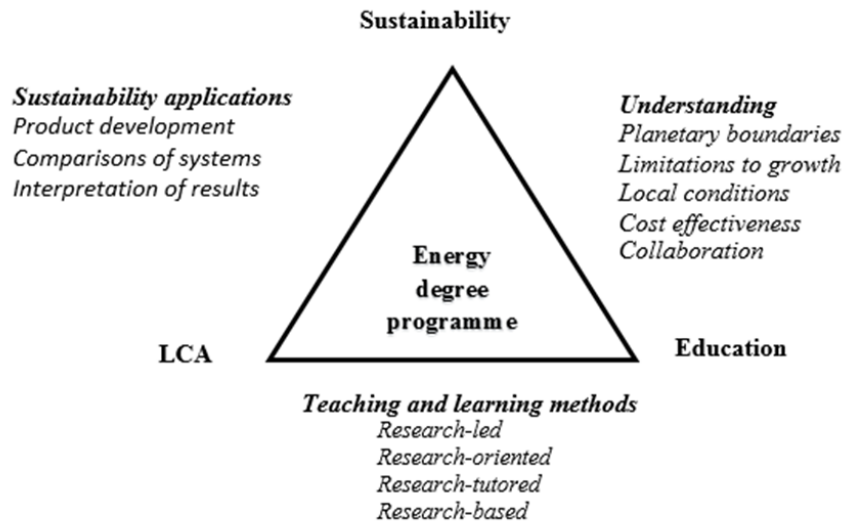 Sustainability
Sustainability applications
Product development
Comparisons of systems
Interpretation of results
Understanding
Planetary boundaries
Limitations to growth
Local conditions
Cost effectiveness
Collaboration
Energy
degree
programme
LCA
Education
Teaching and learning methods
Research-led
Research-oriented
Research-tutored
Research-based